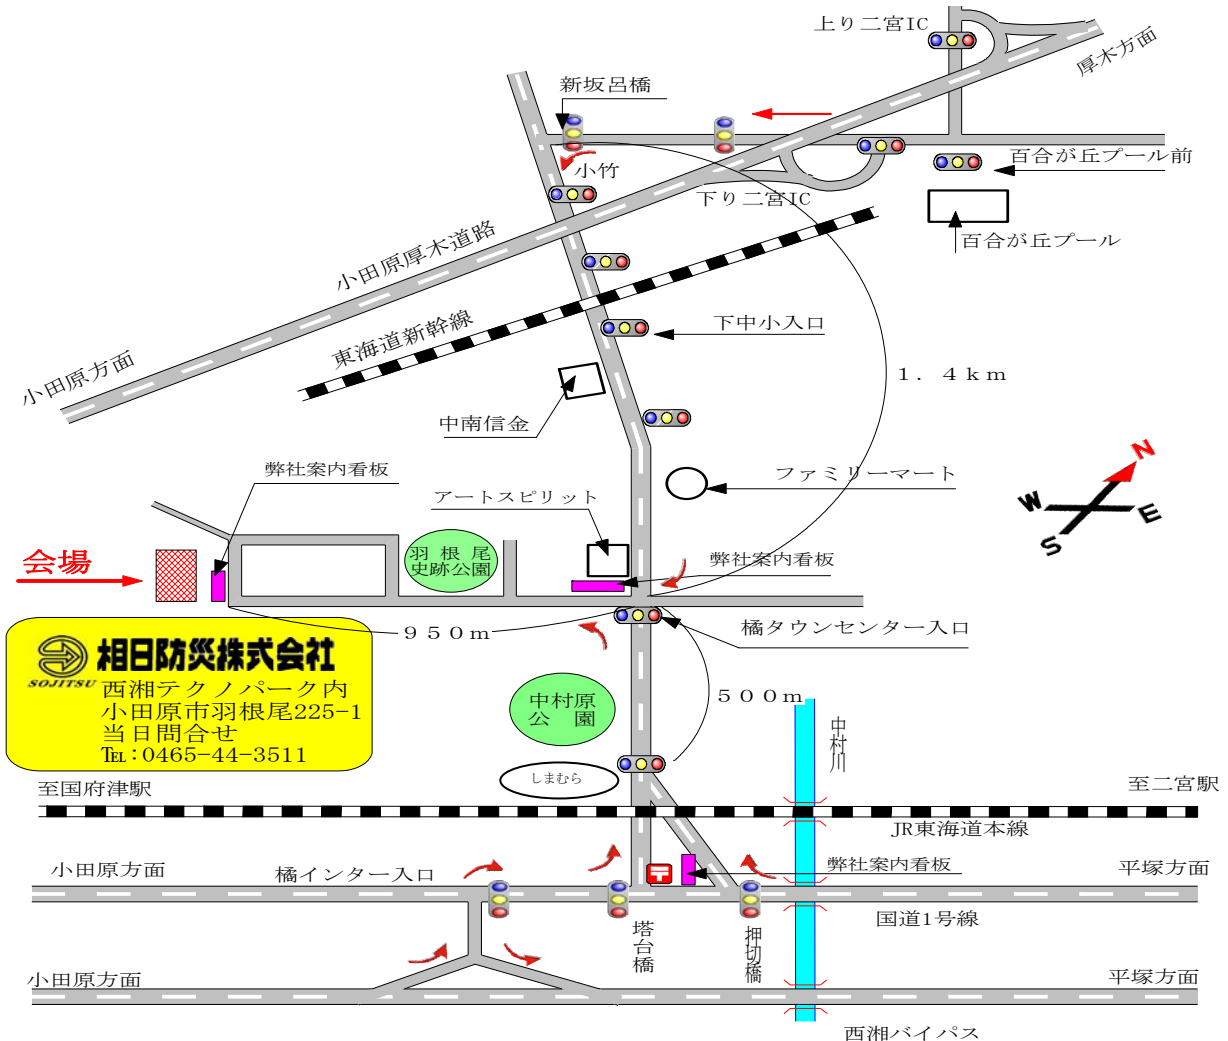 上り二宮IC
厚木方面
新坂呂橋
小竹
百合が丘プール前
下り二宮IC
百合が丘プール
小田原厚木道路
東海道新幹線
下中小入口
小田原方面
1.4km
中南信金
弊社案内看板
ファミリーマート
アートスピリット
N
W
E
S
羽根尾
史跡公園
弊社案内看板
会場
橘タウンセンター入口
950m
相日防災株式会社
SOJITSU
西湘テクノパーク内
小田原市羽根尾225-1
当日問合せ
℡:0465-44-3511
中村原
公園
500m
中村川
しまむら
至国府津駅
至二宮駅
JR東海道本線
小田原方面
橘インター入口
弊社案内看板
平塚方面
国道1号線
塔台橋
押切橋
小田原方面
平塚方面
西湘バイパス